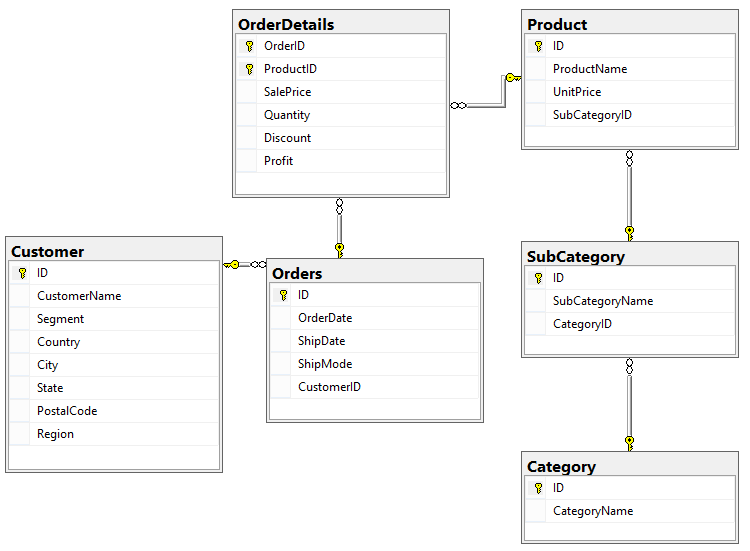 OrderDetails
OrderID
ProductID
SalePrice
Quantity
Discount
Profit
Product
ID
ProductName
UnitPrice
SubCategoryID
Customer
ID
CustomerName
Segment
Country
City
State
PostalCode
Region
Orders
ID
OrderDate
ShipDate
ShipMode
CustomerID
SubCategory
ID
SubCategoryName
CategoryID
Category
ID
CategoryName